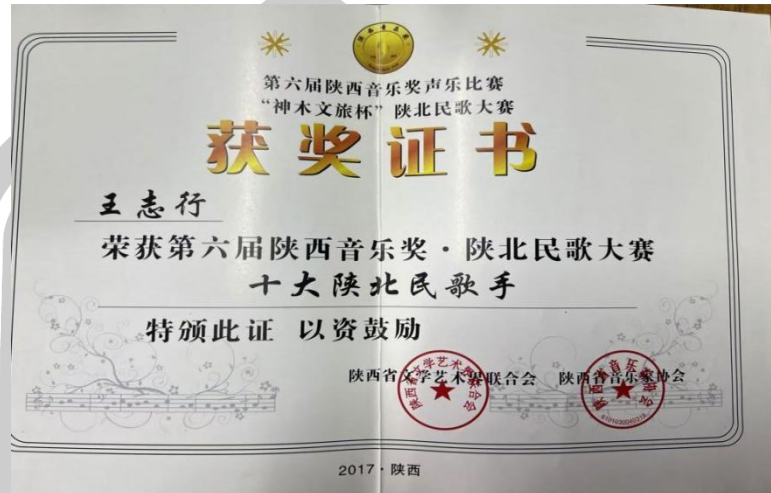 第六届陕西音乐奖声乐比赛
“神木文旅杯”陕北民歌大赛
获奖证书
王志行
荣获第六届陕西音乐奖·陕北民歌大赛
十大陕北民歌手
特颁此证 以资鼓励
陕西省文学艺术界联合会 陕西省音乐家协会
2017·陕西